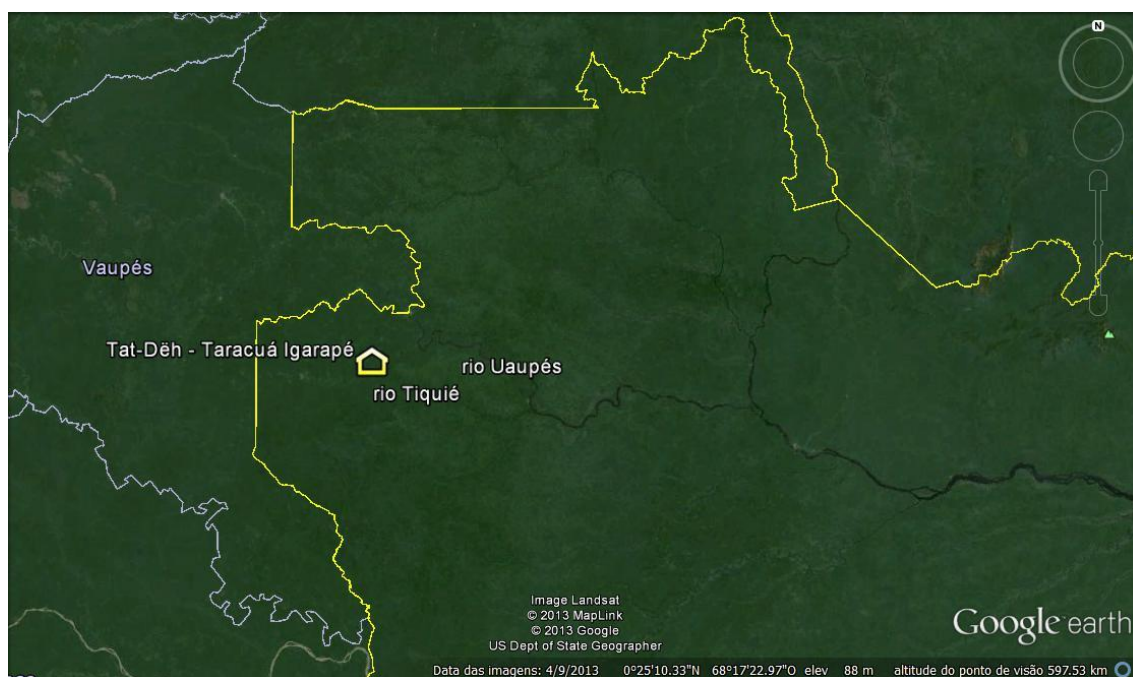 N
Vaupés
Tat-Dëh - Taracuá Igarapé
rio Uaupés
rio Tiquié
Image Landsat
© 2013 MapLink
© 2013 Google
US Dept of State Geographer
Google earth
Data das imagens: 4/9/2013 0°25'10.33"N 68°17'22.97"O elev 88 m altitude do ponto de visão 597.53 km